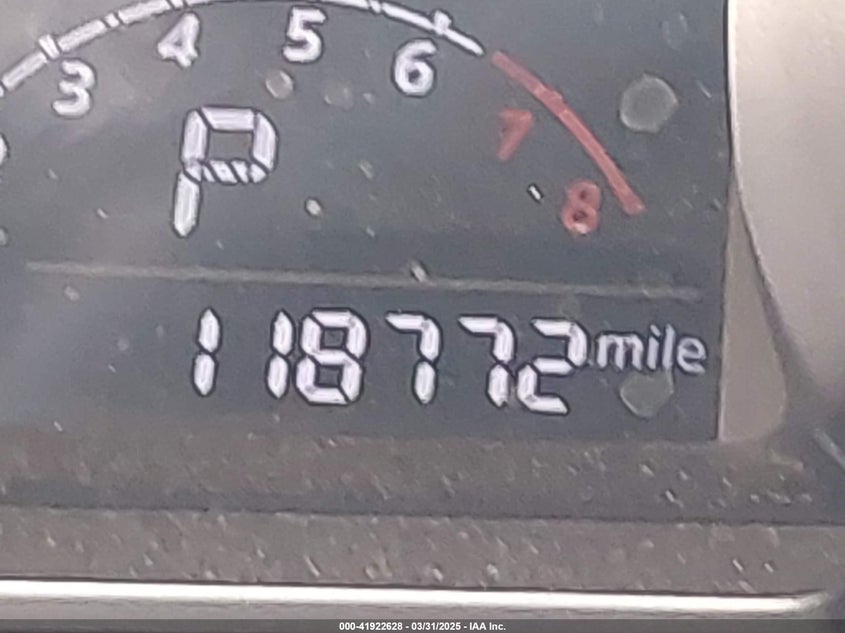 3 4 5 6 7 8
P
118772 mile
000-41922628 - 03/31/2025 - IAA Inc.